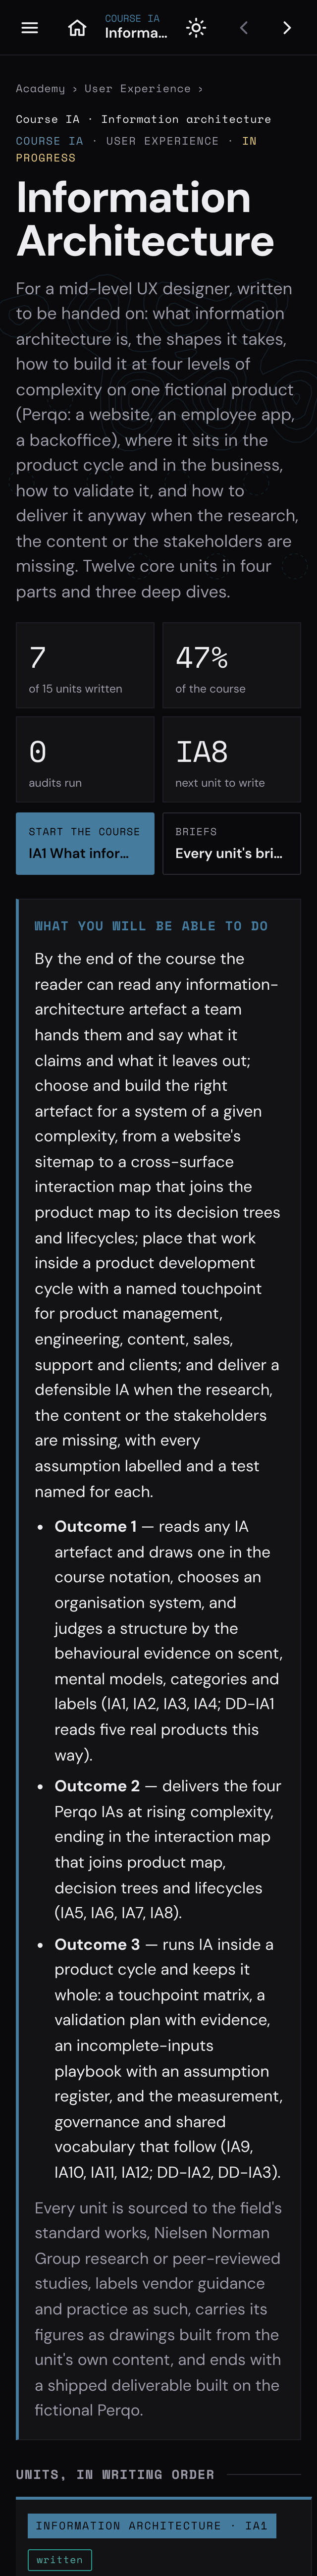 COURSE IA
Informa…
Academy › User Experience ›
Course IA · Information architecture
COURSE IA · USER EXPERIENCE · IN
PROGRESS
Information
Architecture
For a mid-level UX designer, written
to be handed on: what information
architecture is, the shapes it takes,
how to build it at four levels of
complexity on one fictional product
(Perqo: a website, an employee app,
a backoffice), where it sits in the
product cycle and in the business,
how to validate it, and how to
deliver it anyway when the research,
the content or the stakeholders are
missing. Twelve core units in four
parts and three deep dives.
7
of 15 units written
47%
of the course
0
audits run
IA8
next unit to write
START THE COURSE
IA1 What infor…
BRIEFS
Every unit's bri…
WHAT YOU WILL BE ABLE TO DO
By the end of the course the
reader can read any information-
architecture artefact a team
hands them and say what it
claims and what it leaves out;
choose and build the right
artefact for a system of a given
complexity, from a website's
sitemap to a cross-surface
interaction map that joins the
product map to its decision trees
and lifecycles; place that work
inside a product development
cycle with a named touchpoint
for product management,
engineering, content, sales,
support and clients; and deliver a
defensible IA when the research,
the content or the stakeholders
are missing, with every
assumption labelled and a test
named for each.
• Outcome 1 — reads any IA
artefact and draws one in the
course notation, chooses an
organisation system, and
judges a structure by the
behavioural evidence on scent,
mental models, categories and
labels (IA1, IA2, IA3, IA4; DD-IA1
reads five real products this
way).
• Outcome 2 — delivers the four
Perqo IAs at rising complexity,
ending in the interaction map
that joins product map,
decision trees and lifecycles
(IA5, IA6, IA7, IA8).
• Outcome 3 — runs IA inside a
product cycle and keeps it
whole: a touchpoint matrix, a
validation plan with evidence,
an incomplete-inputs
playbook with an assumption
register, and the measurement,
governance and shared
vocabulary that follow (IA9,
IA10, IA11, IA12; DD-IA2, DD-IA3).
Every unit is sourced to the field's
standard works, Nielsen Norman
Group research or peer-reviewed
studies, labels vendor guidance
and practice as such, carries its
figures as drawings built from the
unit's own content, and ends with
a shipped deliverable built on the
fictional Perqo.
UNITS, IN WRITING ORDER
INFORMATION ARCHITECTURE · IA1
written